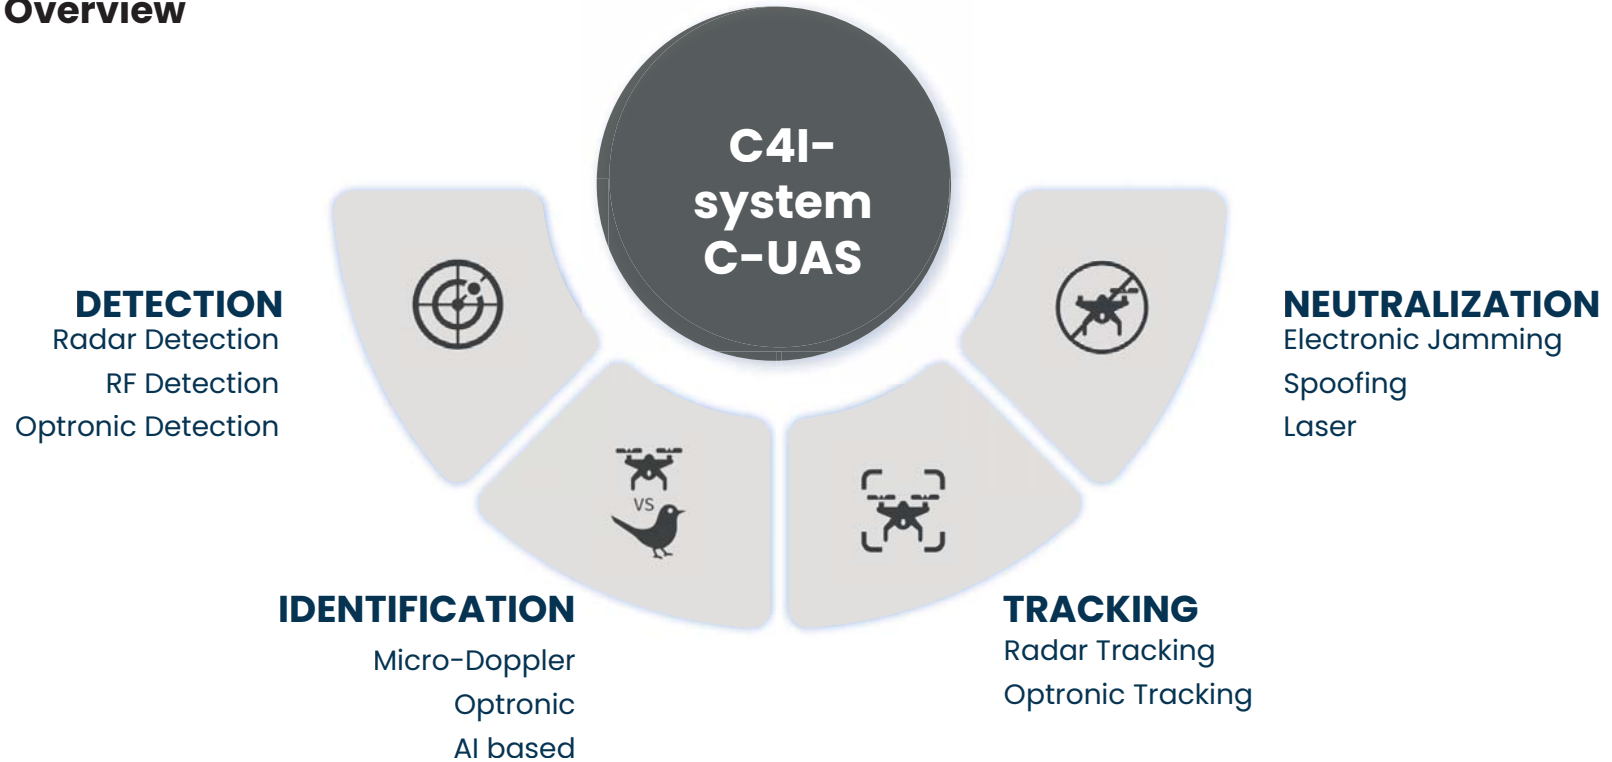 Overview
C4I-
system
C-UAS
DETECTION
Radar Detection
RF Detection
Optronic Detection
VS
IDENTIFICATION
Micro-Doppler
Optronic
AI based
TRACKING
Radar Tracking
Optronic Tracking
NEUTRALIZATION
Electronic Jamming
Spoofing
Laser